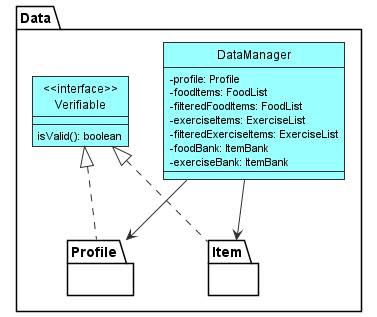 Data
<<interface>>
Verifiable
isValid(): boolean
DataManager
-profile: Profile
-foodItems: FoodList
-filteredFoodItems: FoodList
-exerciseItems: ExerciseList
-filteredExerciseItems: ExerciseList
-foodBank: ItemBank
-exerciseBank: ItemBank
Profile
Item